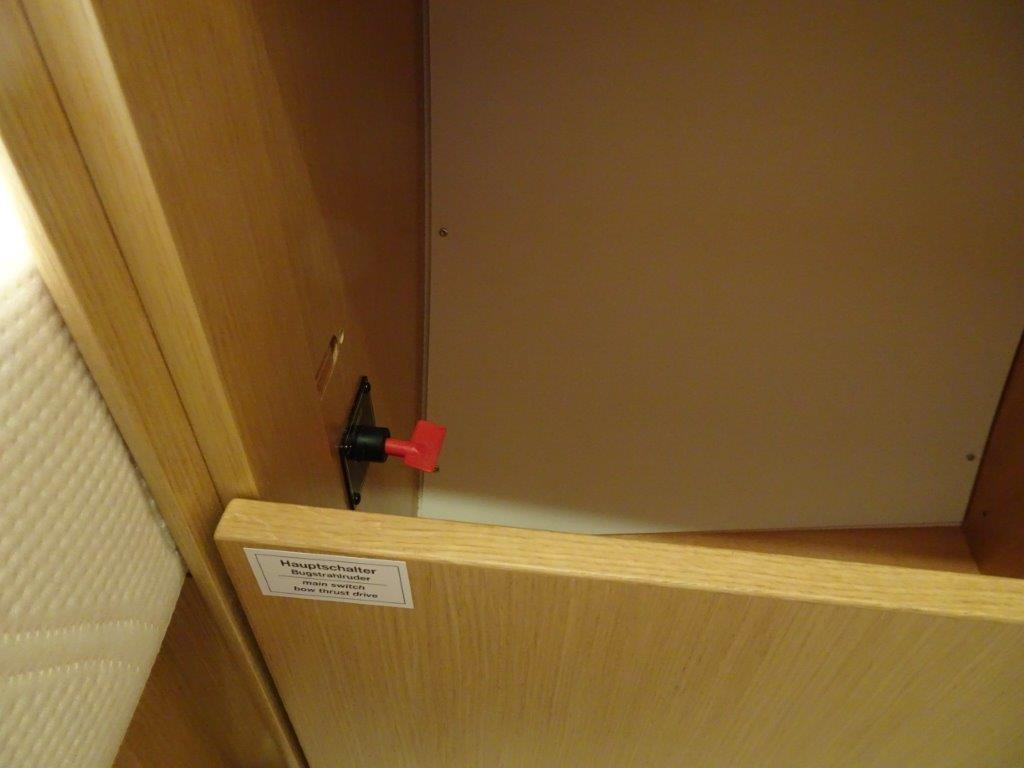 Hauptschalter
Bugstrahlruder
main switch
bow thrust drive